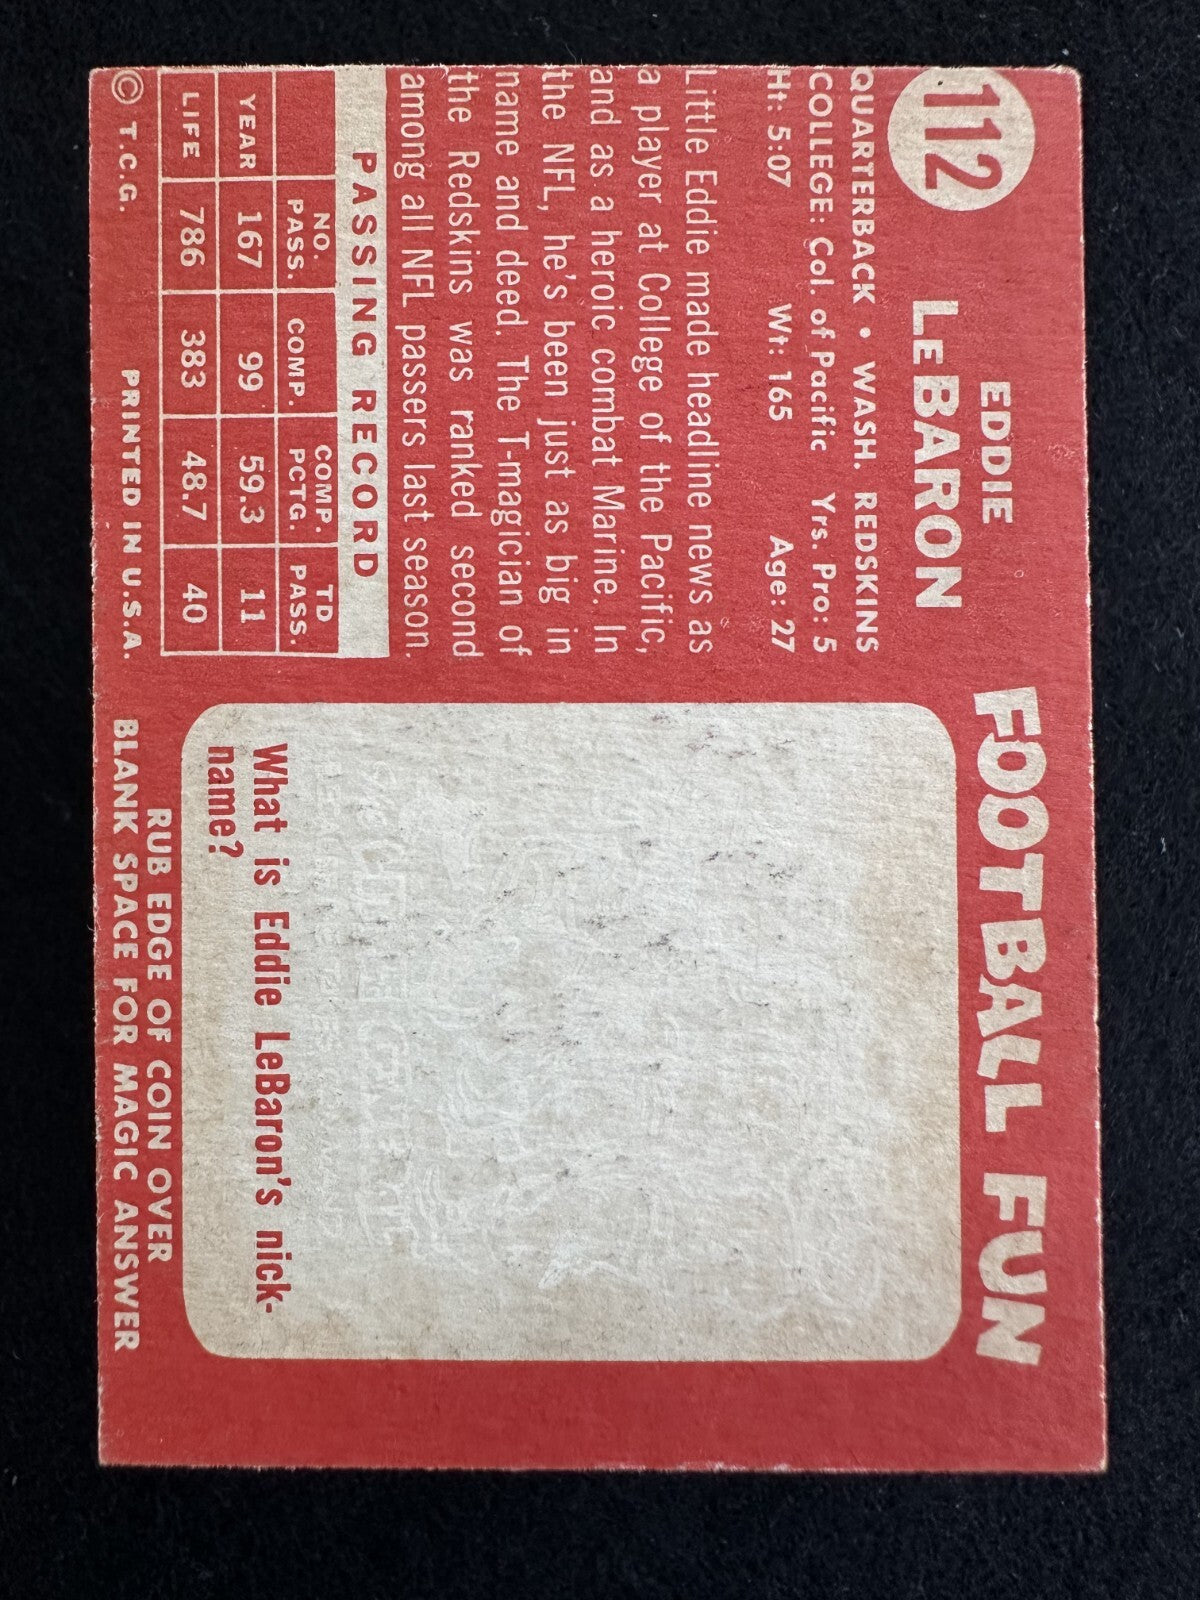 112
EDDIE
LeBARON
QUARTERBACK • WASH. REDSKINS
COLLEGE: Col. of Pacific Yrs. Pro: 5
Ht: 5:07 Wt: 165 Age: 27
Little Eddie made headline news as
a player at College of the Pacific,
and as a heroic combat Marine. In
the NFL, he's been just as big in
name and deed. The T-magician of
the Redskins was ranked second
among all NFL passers last season.
PASSING RECORD
NO. PASS. COMP. COMP. PCTG. TD PASS.
YEAR 167 99 59.3 11
LIFE 786 383 48.7 40
© T.C.G. PRINTED IN U.S.A.
FOOTBALL FUN
What is Eddie LeBaron's nick-
name?
RUB EDGE OF COIN OVER
BLANK SPACE FOR MAGIC ANSWER